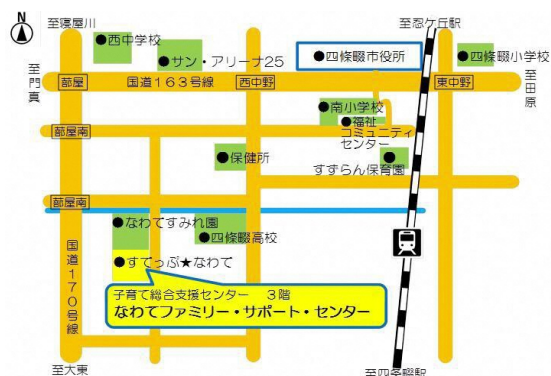 至寝屋川
至忍ケ丘駅
N
西中学校
サン・アリーナ25
四條畷市役所
四條畷小学校
至門真
蔀屋
国道163号線
西中野
東中野
至田原
南小学校
福祉
コミュニティ
センター
蔀屋南
保健所
すずらん保育園
蔀屋南
なわてすみれ園
四條畷高校
国道170号線
すてっぷ★なわて
子育て総合支援センター 3階
なわてファミリー・サポート・センター
至大東
至四条畷駅